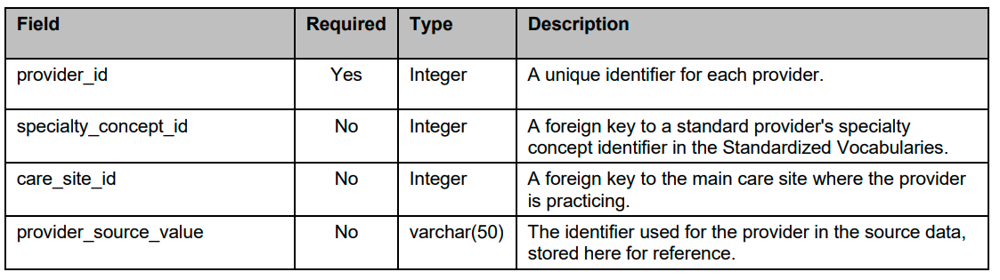 Field Required Type Description
provider_id Yes Integer A unique identifier for each provider.
specialty_concept_id No Integer A foreign key to a standard provider's specialty
concept identifier in the Standardized Vocabularies.
care_site_id No Integer A foreign key to the main care site where the provider
is practicing.
provider_source_value No varchar(50) The identifier used for the provider in the source data,
stored here for reference.